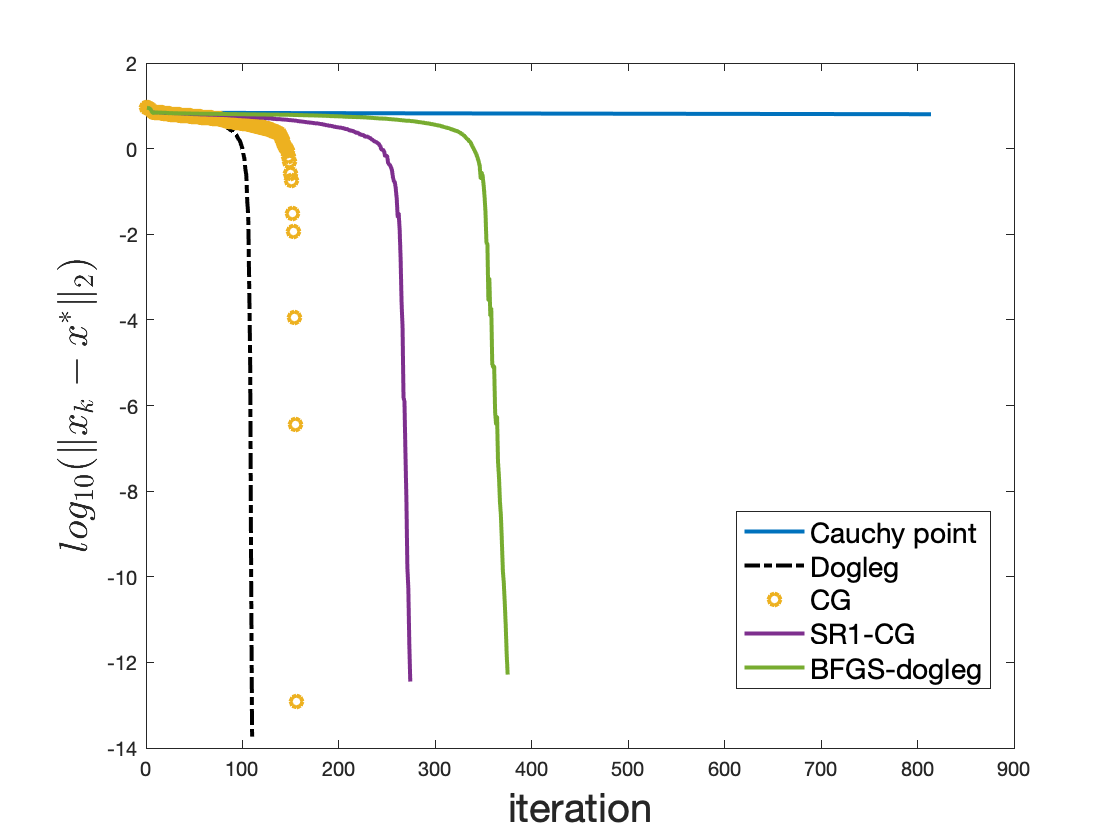 2
0
-2
-4
-6
-8
-10
-12
-14
0 100 200 300 400 500 600 700 800 900
iteration
log₁₀(||xₖ − x*||₂)
Cauchy point
Dogleg
CG
SR1-CG
BFGS-dogleg